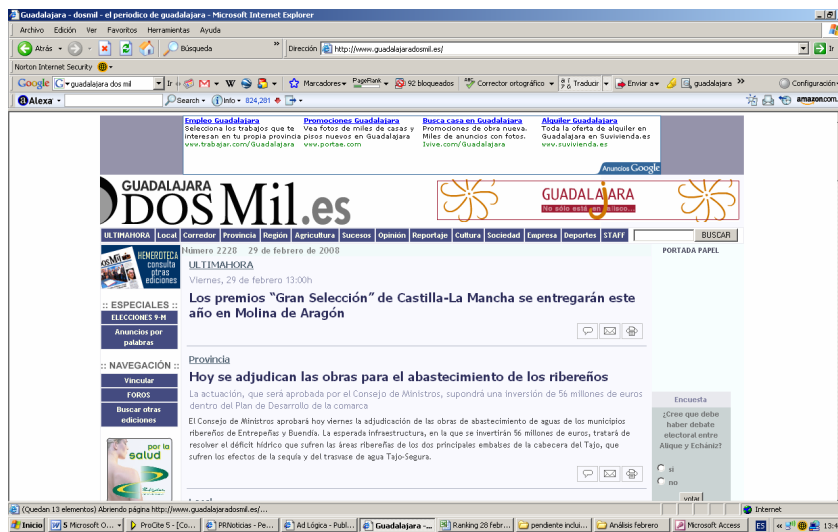 Guadalajara - dosmil - el periodico de guadalajara - Microsoft Internet Explorer
Archivo Edición Ver Favoritos Herramientas Ayuda
Atrás Búsqueda » Dirección http://www.guadalajaradosmil.es/ Ir
Norton Internet Security
Google guadalajara dos mil Ir Marcadores PageRank 92 bloqueados Corrector ortográfico Traducir Enviar a guadalajara » Configuración
Alexa Search Info 824,281 amazon.com
Empleo Guadalajara
Selecciona los trabajos que te
interesan en tu propia provincia
www.trabajar.com/Guadalajara
Promociones Guadalajara
Vea fotos de miles de casas y
pisos nuevos en Guadalajara
www.portae.com
Busca casa en Guadalajara
Promociones de obra nueva.
Miles de anuncios con fotos.
Ivive.com/Guadalajara
Alquiler Guadalajara
Toda la oferta de alquiler en
Guadalajara en Suvivienda.es
www.suvivienda.es
Anuncios Google
GUADALAJARA
DOSMil.es
GUADALAJARA
No sólo está en Jalisco...
ULTIMAHORA Local Corredor Provincia Región Agricultura Sucesos Opinión Reportaje Cultura Sociedad Empresa Deportes STAFF BUSCAR
HEMEROTECA
consulta
otras
ediciones
:: ESPECIALES ::
ELECCIONES 9-M
Anuncios por
palabras
:: NAVEGACIÓN ::
Vincular
FOROS
Buscar otras
ediciones
por la
salud
Número 2228 29 de febrero de 2008
ULTIMAHORA
Viernes, 29 de febrero 13:00h
Los premios “Gran Selección” de Castilla-La Mancha se entregarán este
año en Molina de Aragón
Provincia
Hoy se adjudican las obras para el abastecimiento de los ribereños
La actuación, que será aprobada por el Consejo de Ministros, supondrá una inversión de 56 millones de euros
dentro del Plan de Desarrollo de la comarca
El Consejo de Ministros aprobará hoy viernes la adjudicación de las obras de abastecimiento de aguas de los municipios
ribereños de Entrepeñas y Buendía. La esperada infraestructura, en la que se invertirán 56 millones de euros, tratará de
resolver el déficit hídrico que sufren las áreas ribereñas de los dos principales embalses de la cabecera del Tajo, que
sufren los efectos de la sequía y del trasvase de agua Tajo-Segura.
PORTADA PAPEL
Encuesta
¿Cree que debe
haber debate
electoral entre
Alique y Echániz?
si
no
votar
(Quedan 13 elementos) Abriendo página http://www.guadalajaradosmil.es/... Internet
Inicio 5 Microsoft O... ProCite 5 - [Co... PRNoticias - Pe... Ad Lógica - Publ... Guadalajara -... Ranking 28 febr... pendiente inclui... Análisis febrero Microsoft Access ES